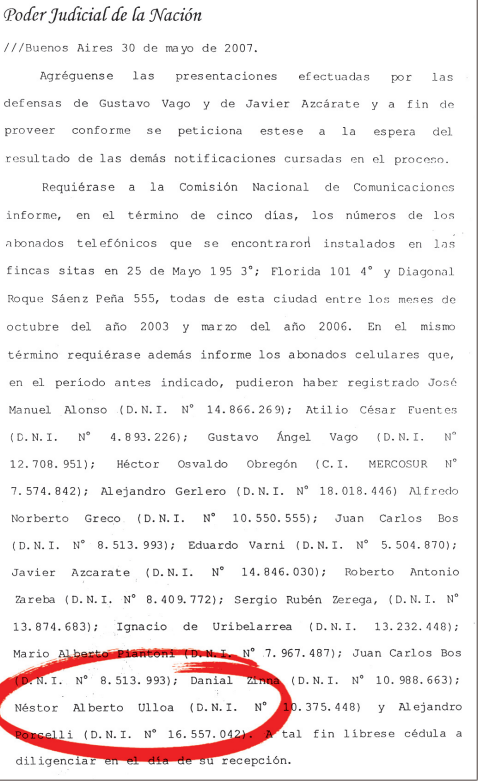 Poder Judicial de la Nación
///Buenos Aires 30 de mayo de 2007.
Agréguense las presentaciones efectuadas por las
defensas de Gustavo Vago y de Javier Azcárate y a fin de
proveer conforme se peticiona estese a la espera del
resultado de las demás notificaciones cursadas en el proceso.
Requiérase a la Comisión Nacional de Comunicaciones
informe, en el término de cinco días, los números de los
abonados telefónicos que se encontraron instalados en las
fincas sitas en 25 de Mayo 195 3°; Florida 101 4° y Diagonal
Roque Sáenz Peña 555, todas de esta ciudad entre los meses de
octubre del año 2003 y marzo del año 2006. En el mismo
término requiérase además informe los abonados celulares que,
en el período antes indicado, pudieron haber registrado José
Manuel Alonso (D.N.I. N° 14.866.269); Atilio César Fuentes
(D.N.I. N° 4.893.226); Gustavo Ángel Vago (D.N.I. N°
12.708.951); Héctor Osvaldo Obregón (C.I. MERCOSUR N°
7.574.842); Alejandro Gerlero (D.N.I. N° 18.018.446) Alfredo
Norberto Greco (D.N.I. N° 10.550.555); Juan Carlos Bos
(D.N.I. N° 8.513.993); Eduardo Varni (D.N.I. N° 5.504.870);
Javier Azcarate (D.N.I. N° 14.846.030); Roberto Antonio
Zareba (D.N.I. N° 8.409.772); Sergio Rubén Zerega, (D.N.I. N°
13.874.683); Ignacio de Uribelarrea (D.N.I. 13.232.448);
Mario Alberto Piantoni (D.N.I. N° 7.967.487); Juan Carlos Bos
(D.N.I. N° 8.513.993); Danial Zinna (D.N.I. N° 10.988.663);
Néstor Alberto Ulloa (D.N.I. N° 10.375.448) y Alejandro
Porcelli (D.N.I. N° 16.557.042). A tal fin líbrese cédula a
diligenciar en el día de su recepción.